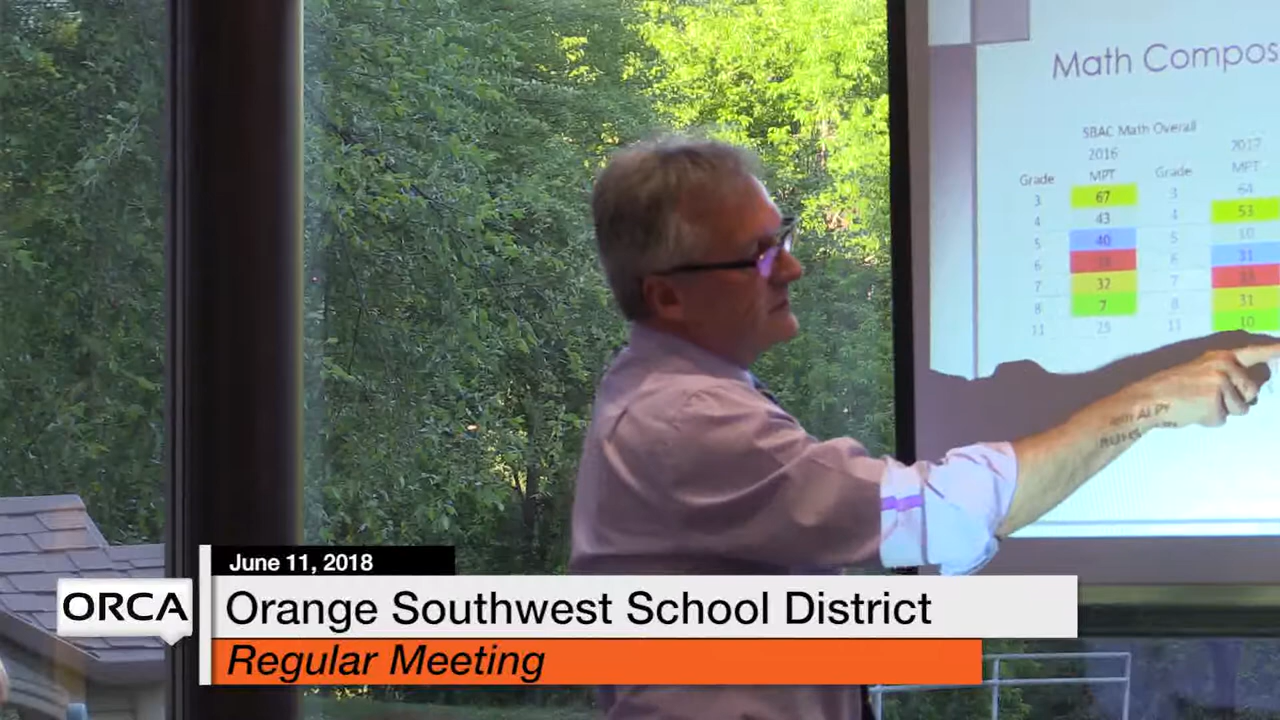 Math Compos
SBAC Math Overall
2016 2017
Grade MPT Grade MPT
3 67 3 64
4 43 4 53
5 40 5 10
6 6 31
7 32 7
8 7 8 31
11 25 11 10
June 11, 2018
ORCA
Orange Southwest School District
Regular Meeting